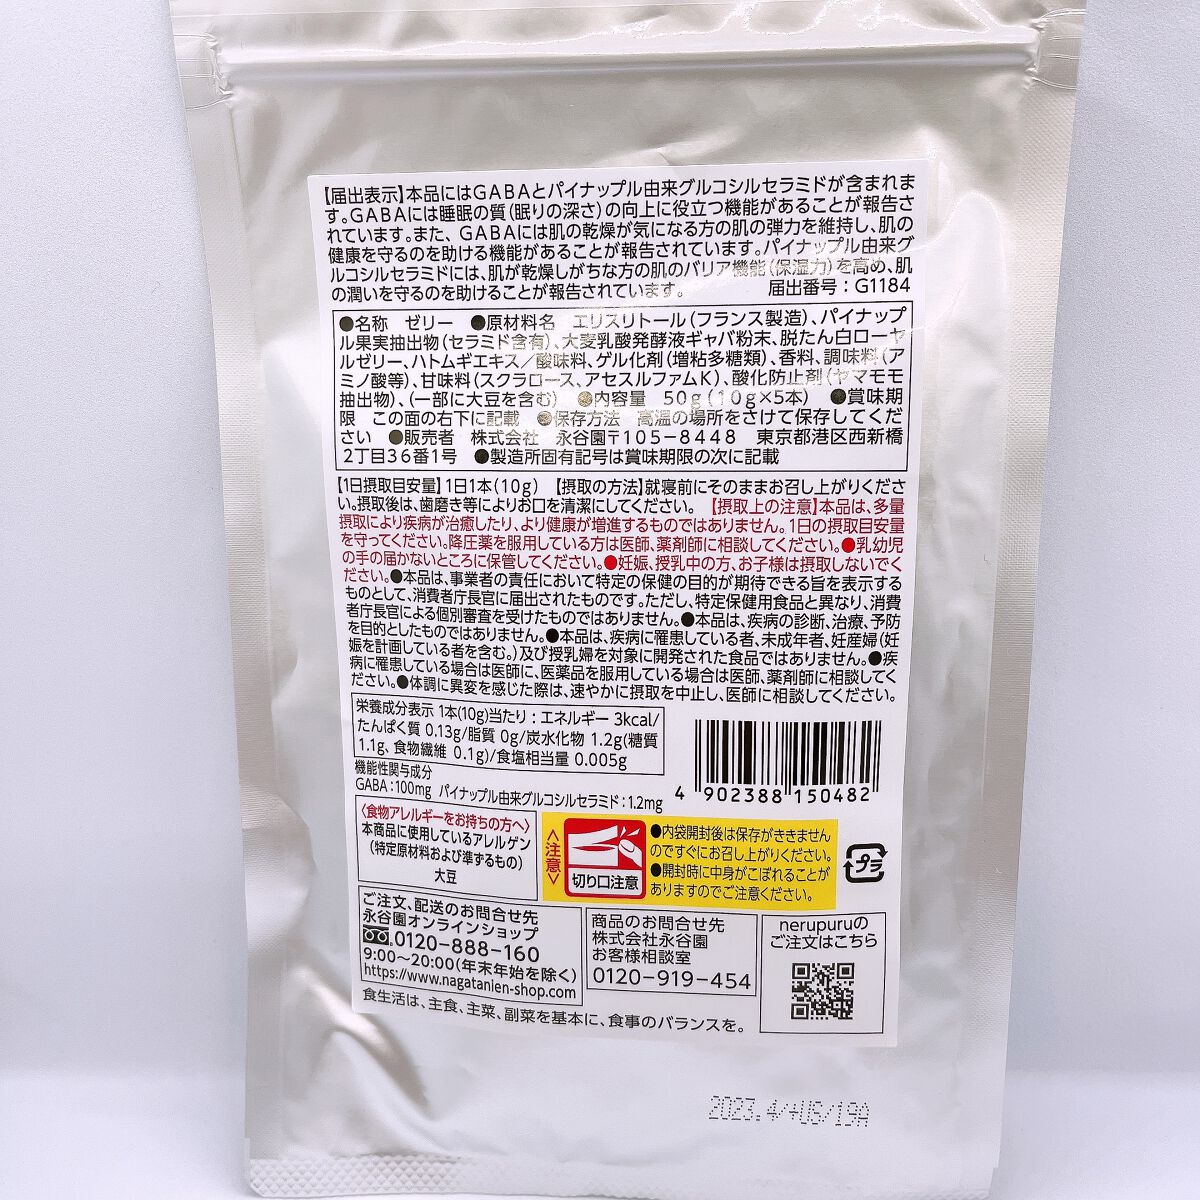 【届出表示】本品にはGABAとパイナップル由来グルコシルセラミドが含まれま
す。GABAには睡眠の質(眠りの深さ)の向上に役立つ機能があることが報告さ
れています。また、GABAには肌の乾燥が気になる方の肌の弾力を維持し、肌の
健康を守るのを助ける機能があることが報告されています。パイナップル由来グ
ルコシルセラミドには、肌が乾燥しがちな方の肌のバリア機能(保湿力)を高め、肌
の潤いを守るのを助けることが報告されています。 届出番号:G1184
●名称 ゼリー ●原材料名 エリスリトール(フランス製造)、パイナップ
ル果実抽出物(セラミド含有)、大麦乳酸発酵液ギャバ粉末、脱たん白ローヤ
ルゼリー、ハトムギエキス/酸味料、ゲル化剤(増粘多糖類)、香料、調味料(ア
ミノ酸等)、甘味料(スクラロース、アセスルファムK)、酸化防止剤(ヤマモモ
抽出物)、(一部に大豆を含む) ●内容量 50g(10g×5本) ●賞味期
限 この面の右下に記載 ●保存方法 高温の場所をさけて保存してくだ
さい ●販売者 株式会社 永谷園〒105-8448 東京都港区西新橋
2丁目36番1号 ●製造所固有記号は賞味期限の次に記載
【1日摂取目安量】1日1本(10g) 【摂取の方法】就寝前にそのままお召し上がりくださ
い。摂取後は、歯磨き等によりお口を清潔にしてください。【摂取上の注意】本品は、多量
摂取により疾病が治癒したり、より健康が増進するものではありません。1日の摂取目安量
を守ってください。降圧薬を服用している方は医師、薬剤師に相談してください。●乳幼児
の手の届かないところに保管してください。●妊娠、授乳中の方、お子様は摂取しないでく
ださい。●本品は、事業者の責任において特定の保健の目的が期待できる旨を表示する
ものとして、消費者庁長官に届出されたものです。ただし、特定保健用食品と異なり、消費
者庁長官による個別審査を受けたものではありません。●本品は、疾病の診断、治療、予防
を目的としたものではありません。●本品は、疾病に罹患している者、未成年者、妊産婦(妊
娠を計画している者を含む。)及び授乳婦を対象に開発された食品ではありません。●疾
病に罹患している場合は医師に、医薬品を服用している場合は医師、薬剤師に相談してく
ださい。●体調に異変を感じた際は、速やかに摂取を中止し、医師に相談してください。
栄養成分表示 1本(10g)当たり:エネルギー 3kcal/
たんぱく質 0.13g/脂質 0g/炭水化物 1.2g(糖質
1.1g、食物繊維 0.1g)/食塩相当量 0.005g
機能性関与成分
GABA:100mg パイナップル由来グルコシルセラミド:1.2mg
4 902388 150482
〈食物アレルギーをお持ちの方へ〉
本商品に使用しているアレルゲン
(特定原材料および準ずるもの)
大豆
〈注意〉
切り口注意
●内袋開封後は保存がききません
のですぐにお召し上がりください。
●開封時に中身がこぼれることが
ありますのでご注意ください。
プラ
ご注文、配送のお問合せ先
永谷園オンラインショップ
0120-888-160
9:00〜20:00(年末年始を除く)
https://www.nagatanien-shop.com
商品のお問合せ先
株式会社永谷園
お客様相談室
0120-919-454
nerupuruの
ご注文はこちら
食生活は、主食、主菜、副菜を基本に、食事のバランスを。
2023.4/+US/19A